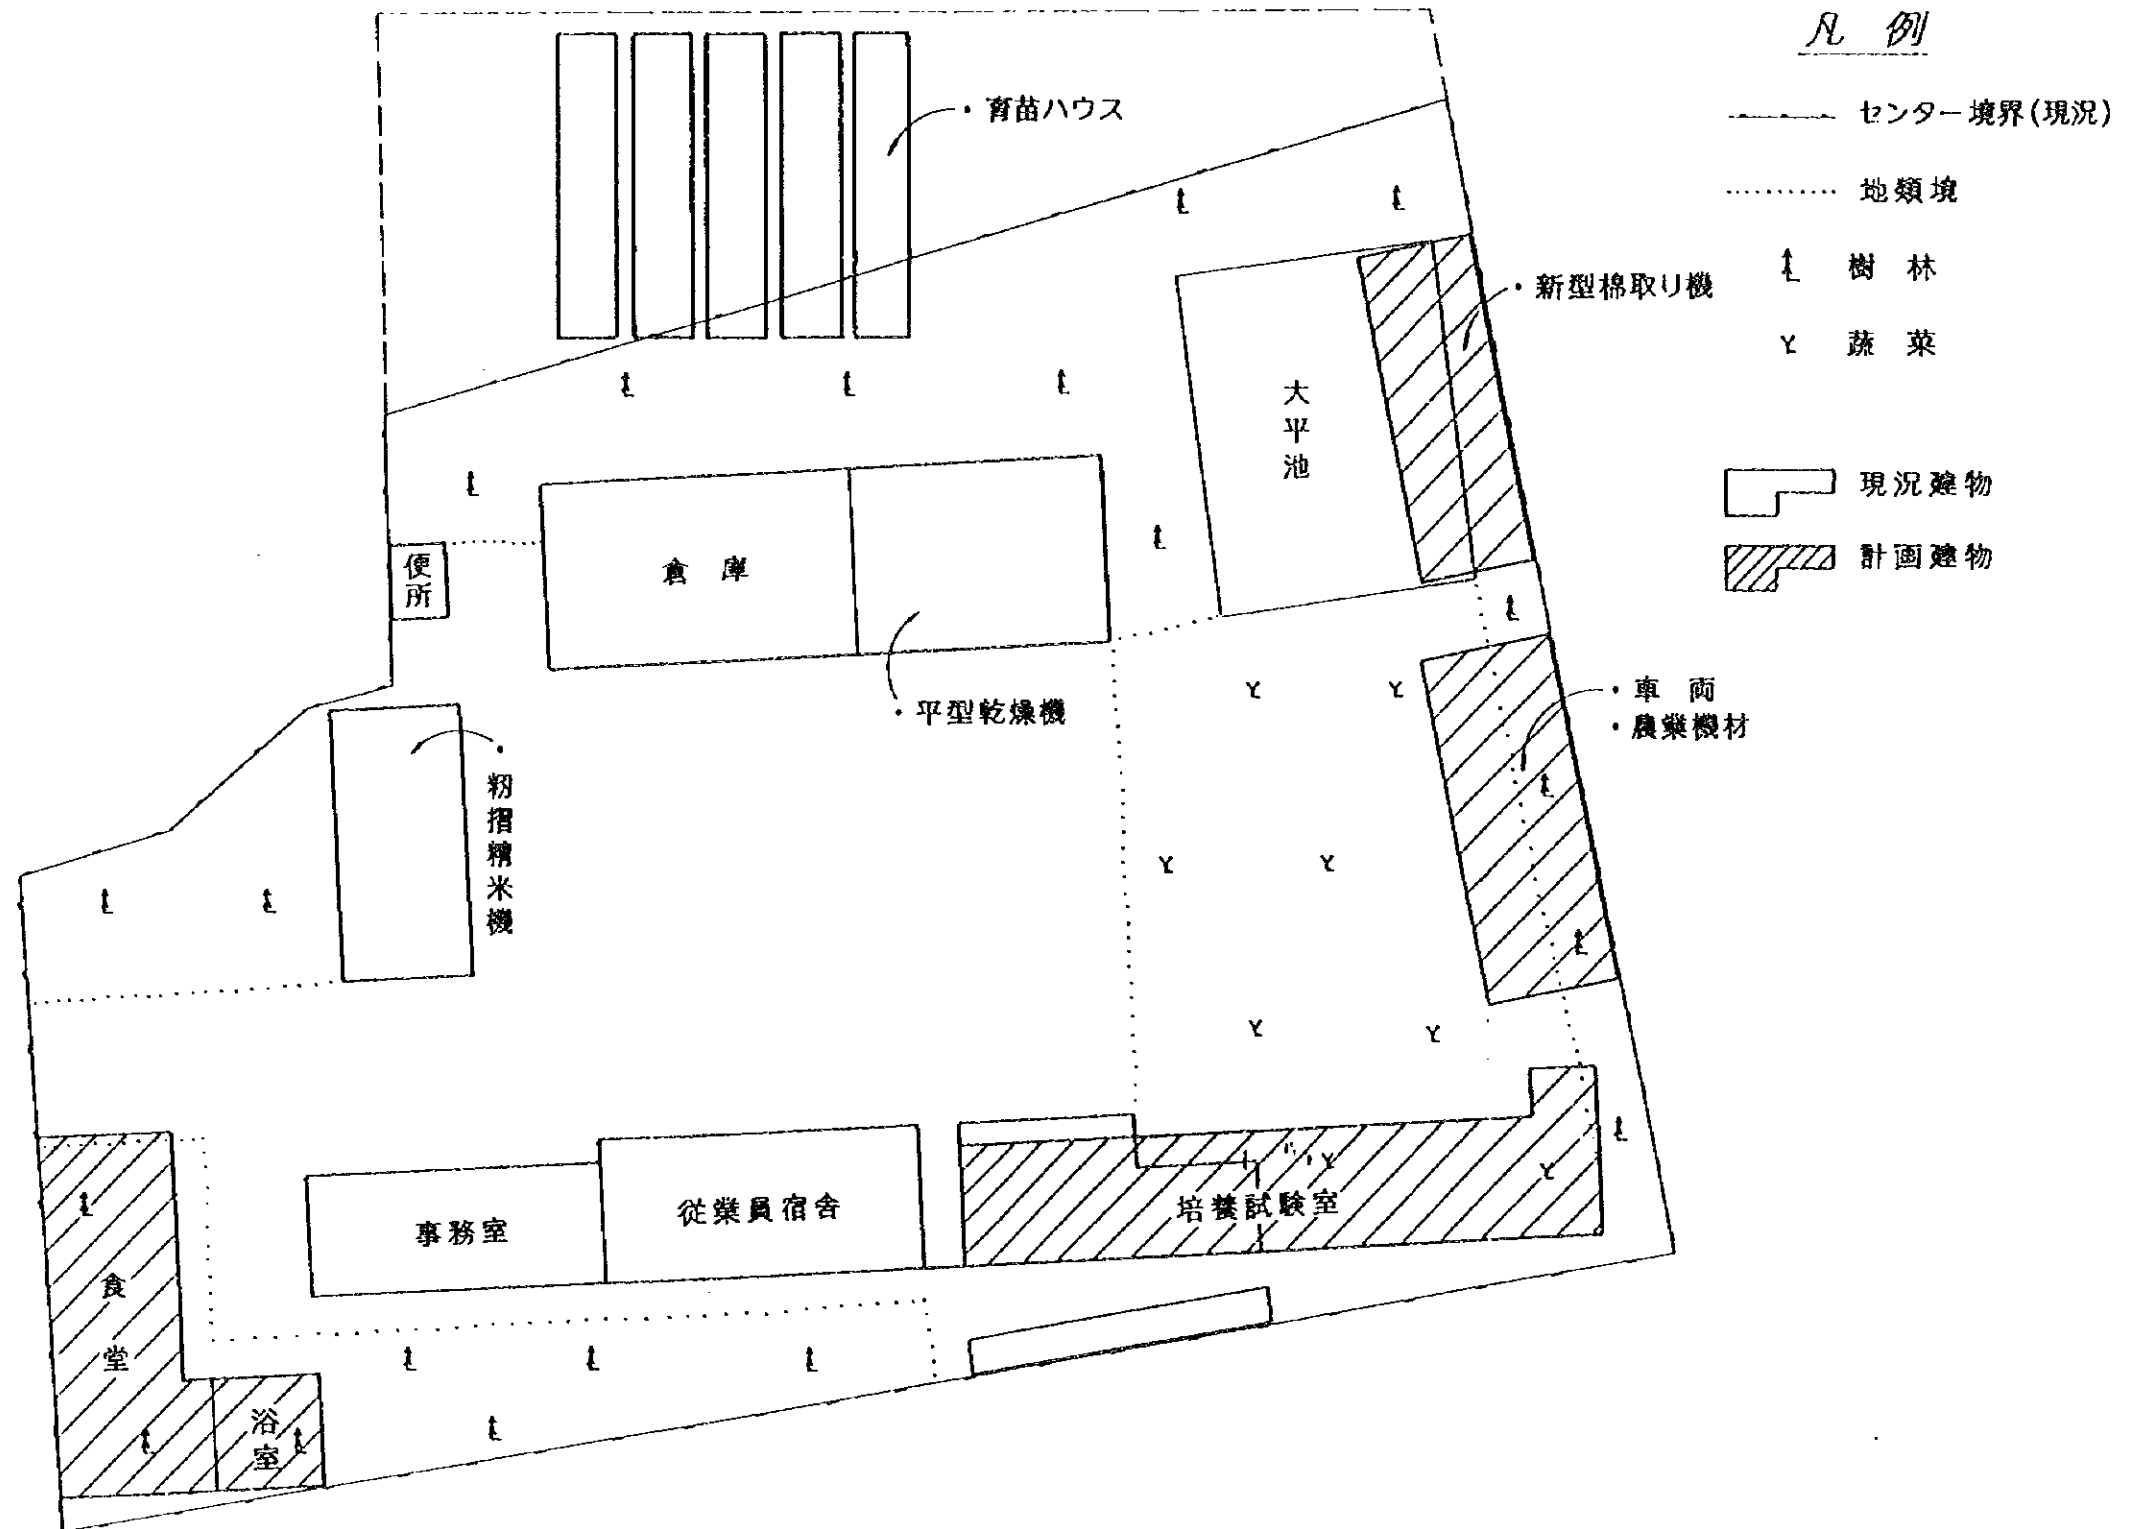 凡 例
センター境界(現況)
地類境
樹 林
蔬 菜
現況建物
計画建物
・育苗ハウス
・新型棉取り機
大平池
倉 庫
便所
・平型乾燥機
・車 両
・農業機材
・籾摺精米機
事務室
従業員宿舎
培養試験室
食堂
浴室